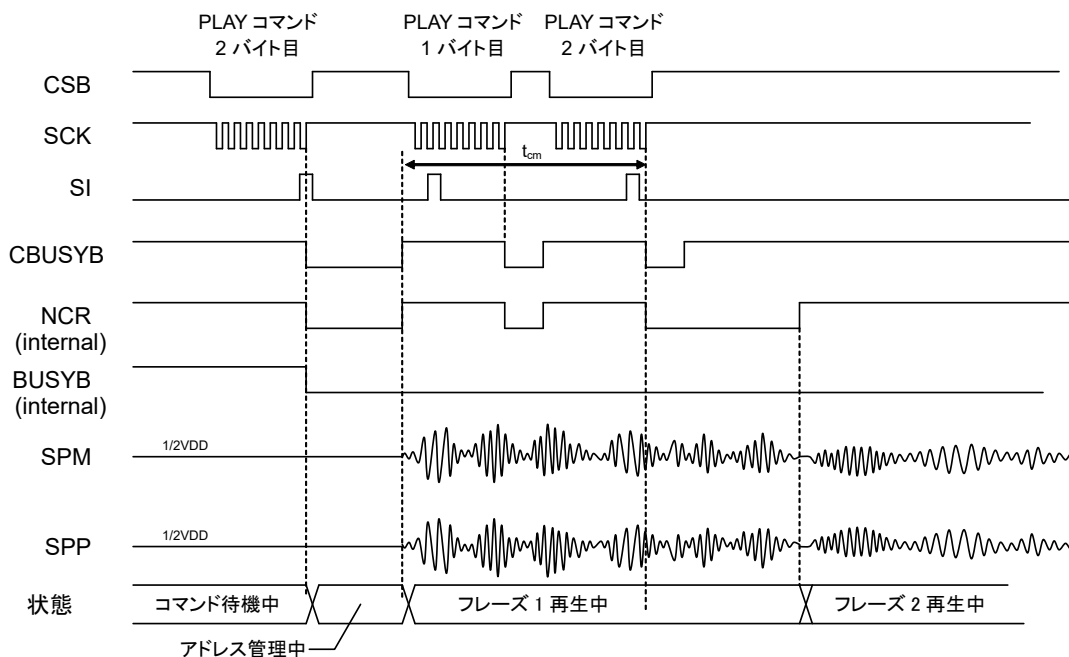 PLAY コマンド
2 バイト目
PLAY コマンド
1 バイト目
PLAY コマンド
2 バイト目
CSB
SCK
tcm
SI
CBUSYB
NCR
(internal)
BUSYB
(internal)
1/2VDD
SPM
1/2VDD
SPP
状態
コマンド待機中
フレーズ 1 再生中
フレーズ 2 再生中
アドレス管理中